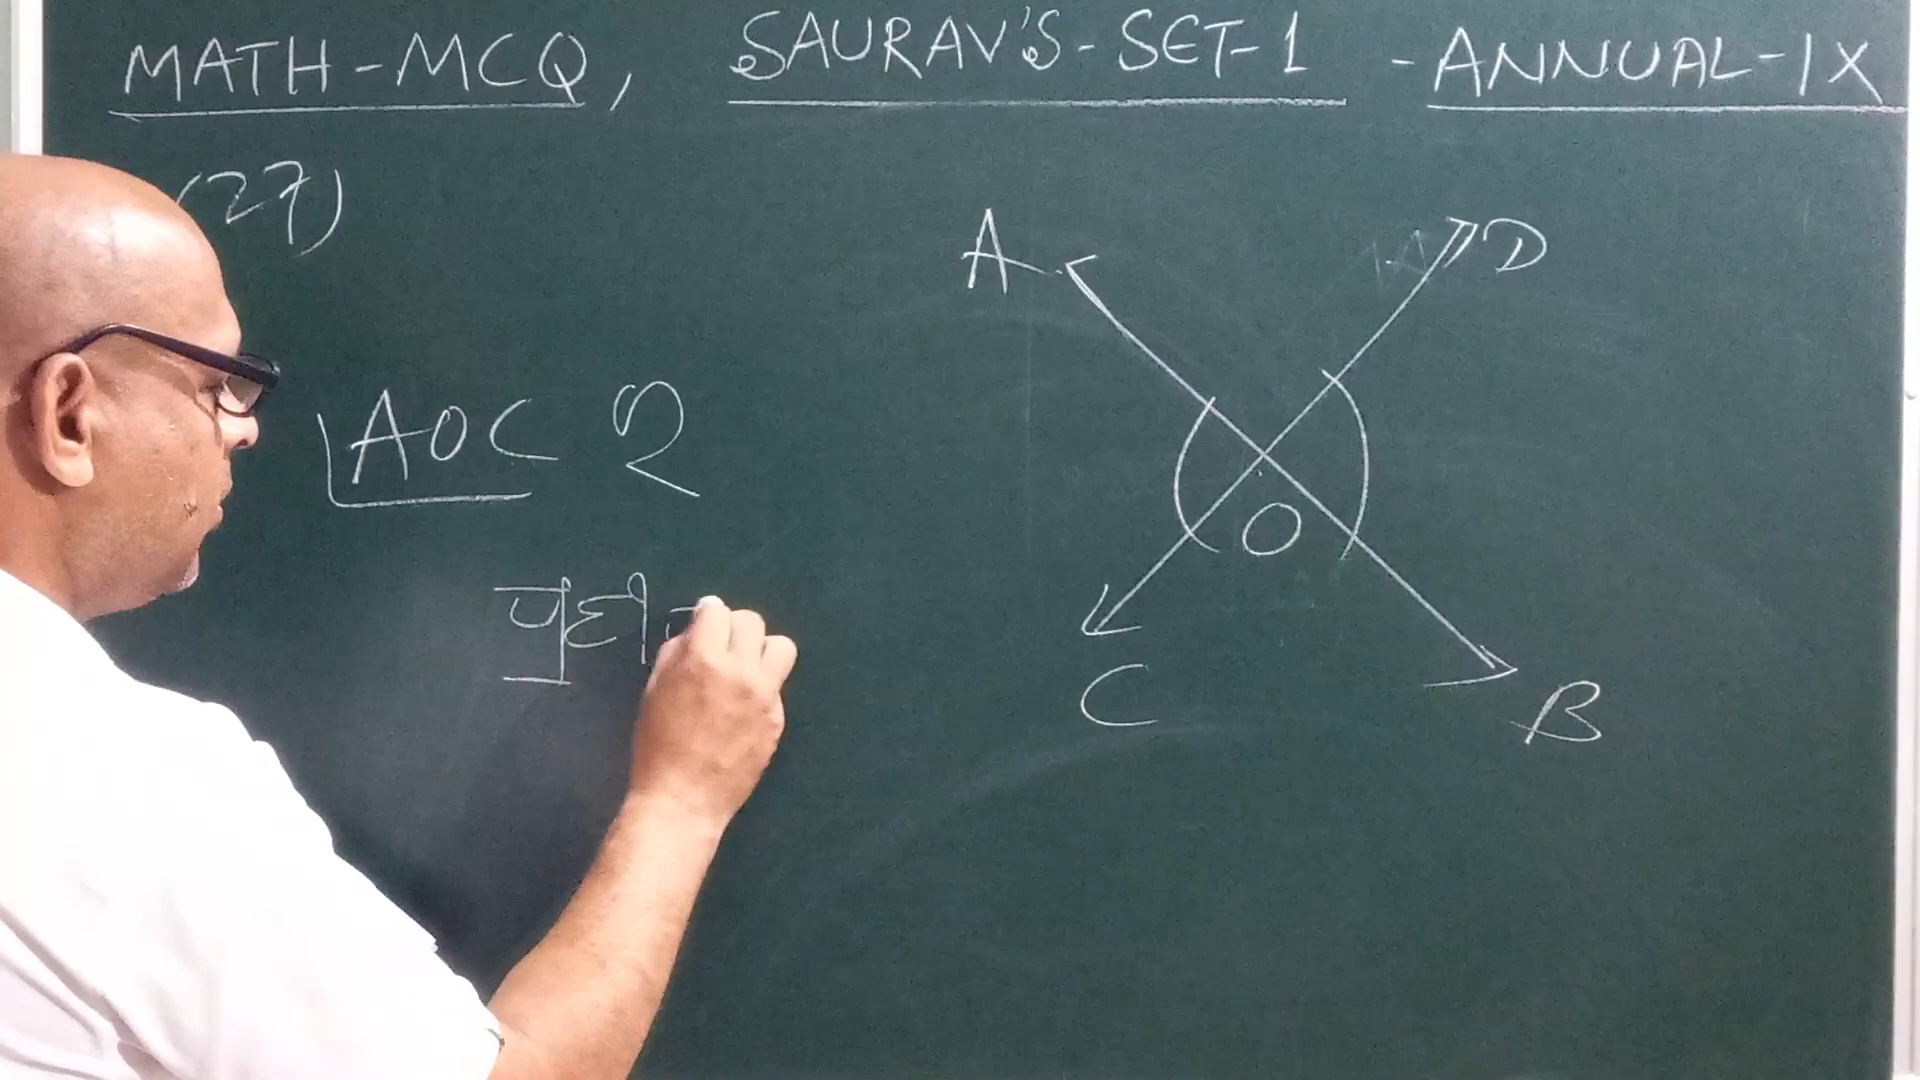 MATH-MCQ, SAURAV'S-SET-1 -ANNUAL-IX
(27)
A
D
∠AOC
O
C
B